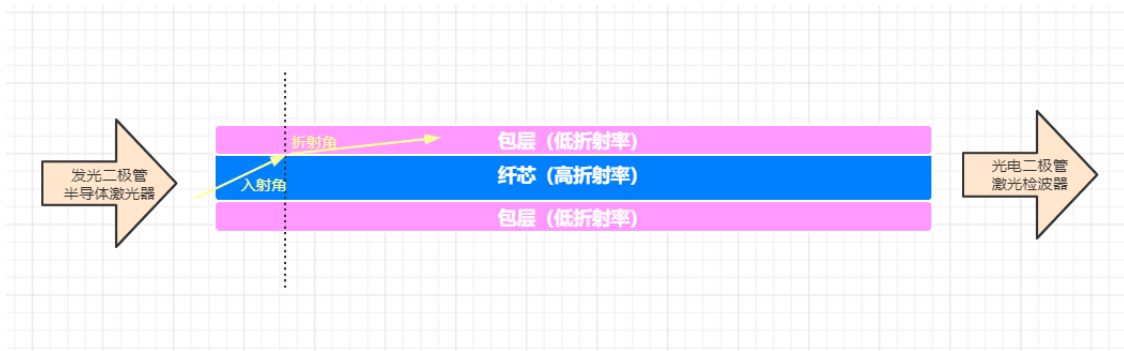 发光二极管
半导体激光器
折射角
入射角
包层（低折射率）
纤芯（高折射率）
包层（低折射率）
光电二极管
激光检波器